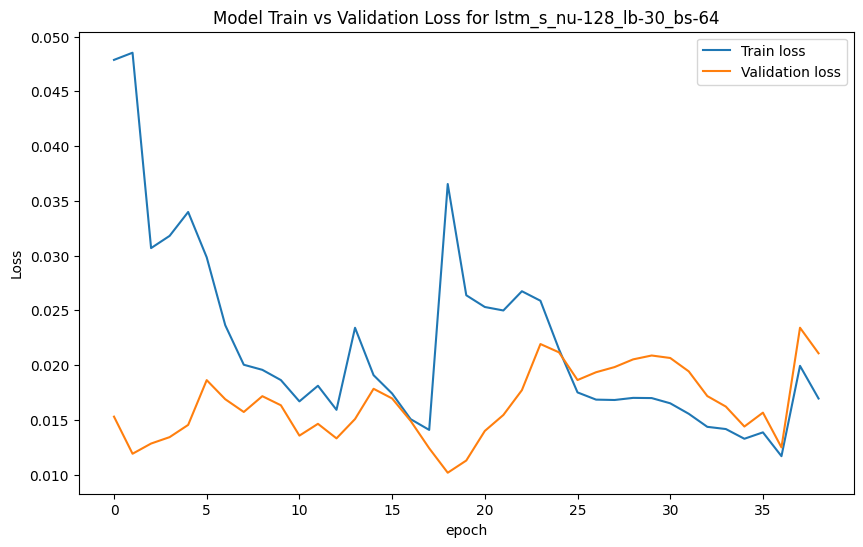 Model Train vs Validation Loss for lstm_s_nu-128_lb-30_bs-64
Train loss
Validation loss
0.050
0.045
0.040
0.035
0.030
0.025
0.020
0.015
0.010
Loss
0 5 10 15 20 25 30 35
epoch